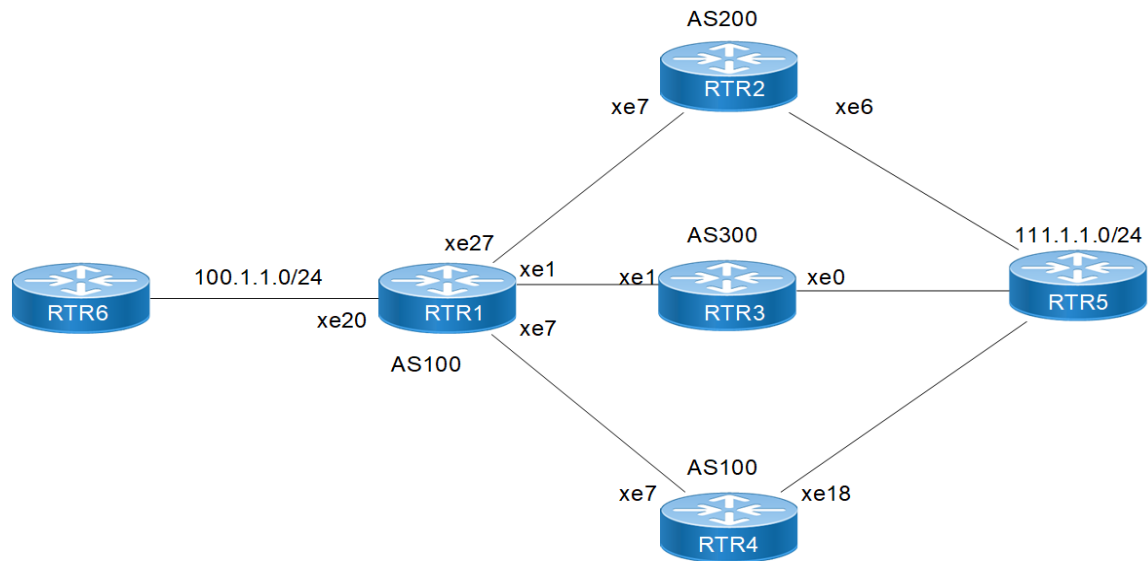 AS200
RTR2
xe7
xe6
xe27
AS300
111.1.1.0/24
100.1.1.0/24
xe1
xe1
xe0
RTR6
RTR1
RTR3
RTR5
xe20
xe7
AS100
AS100
xe7
xe18
RTR4